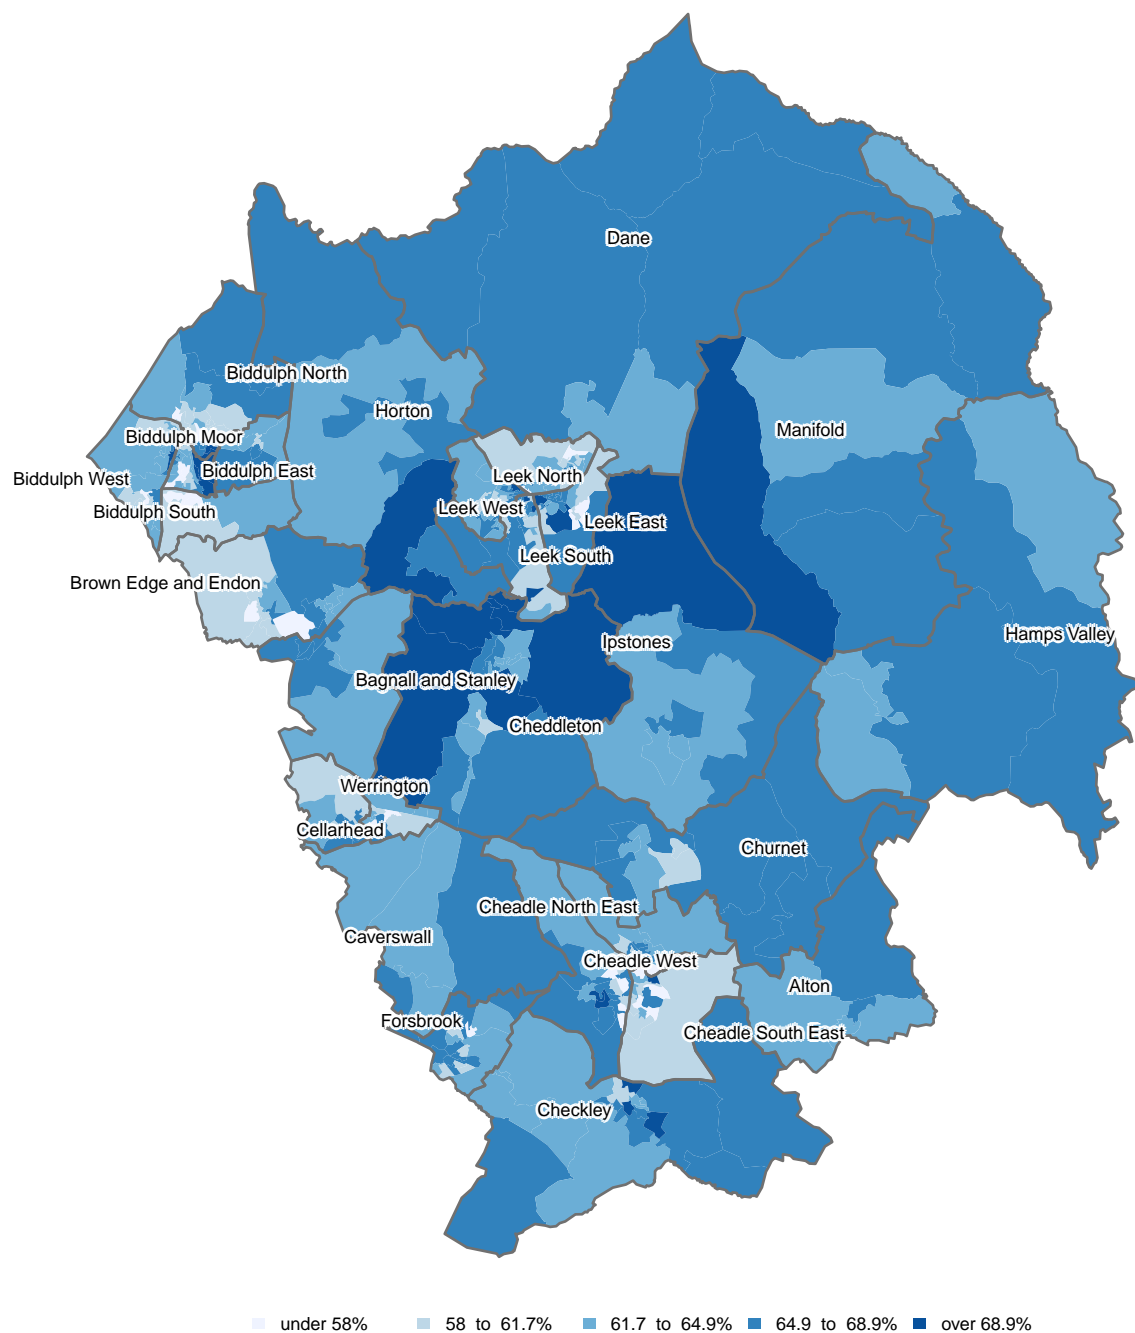 Dane
Biddulph North
Horton
Manifold
Biddulph Moor
Biddulph East
Biddulph West
Leek North
Leek West
Biddulph South
Leek East
Leek South
Brown Edge and Endon
Hamps Valley
Ipstones
Bagnall and Stanley
Cheddleton
Werrington
Cellarhead
Churnet
Cheadle North East
Caverswall
Cheadle West
Alton
Forsbrook
Cheadle South East
Checkley
under 58% 58 to 61.7% 61.7 to 64.9% 64.9 to 68.9% over 68.9%